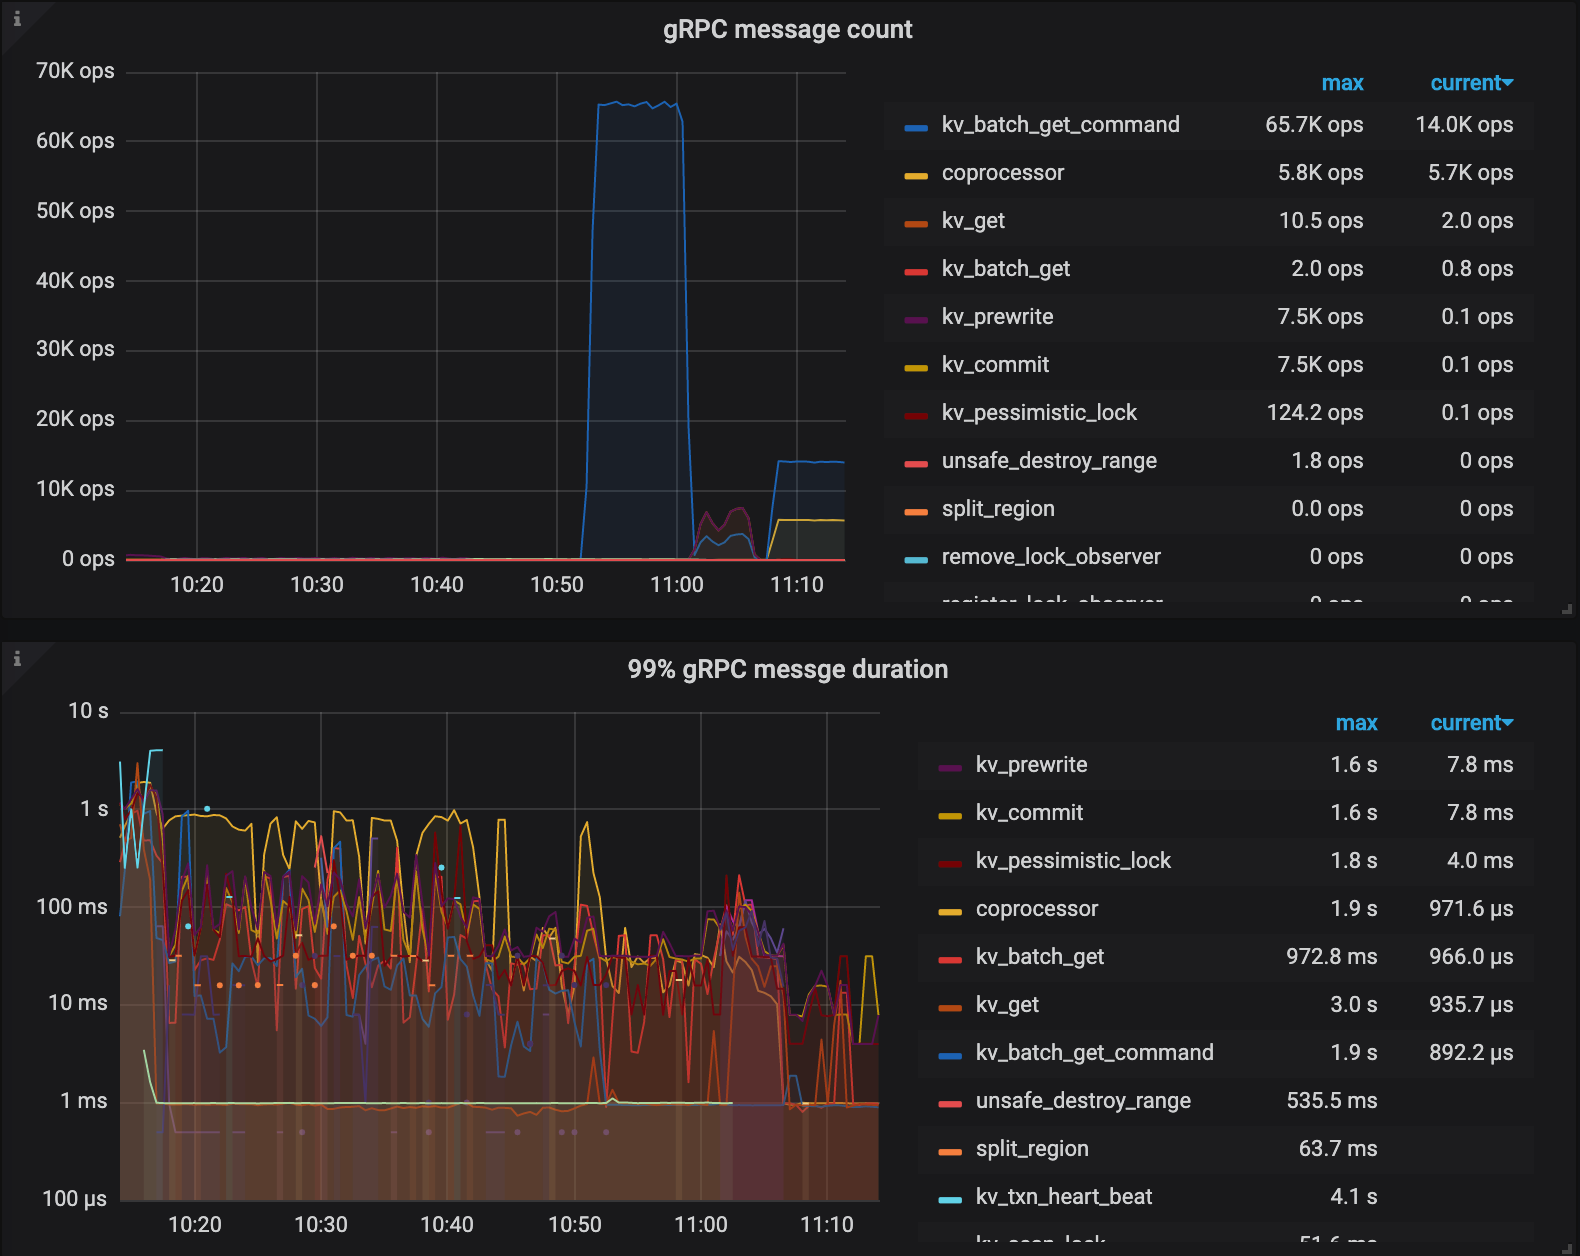 gRPC message count
70K ops
60K ops
50K ops
40K ops
30K ops
20K ops
10K ops
0 ops
10:20 10:30 10:40 10:50 11:00 11:10
max current
kv_batch_get_command 65.7K ops 14.0K ops
coprocessor 5.8K ops 5.7K ops
kv_get 10.5 ops 2.0 ops
kv_batch_get 2.0 ops 0.8 ops
kv_prewrite 7.5K ops 0.1 ops
kv_commit 7.5K ops 0.1 ops
kv_pessimistic_lock 124.2 ops 0.1 ops
unsafe_destroy_range 1.8 ops 0 ops
split_region 0.0 ops 0 ops
remove_lock_observer 0 ops 0 ops
register_lock_observer 0 ops 0 ops
99% gRPC messge duration
10 s
1 s
100 ms
10 ms
1 ms
100 µs
10:20 10:30 10:40 10:50 11:00 11:10
max current
kv_prewrite 1.6 s 7.8 ms
kv_commit 1.6 s 7.8 ms
kv_pessimistic_lock 1.8 s 4.0 ms
coprocessor 1.9 s 971.6 µs
kv_batch_get 972.8 ms 966.0 µs
kv_get 3.0 s 935.7 µs
kv_batch_get_command 1.9 s 892.2 µs
unsafe_destroy_range 535.5 ms
split_region 63.7 ms
kv_txn_heart_beat 4.1 s
kv_scan_lock 51.6 ms